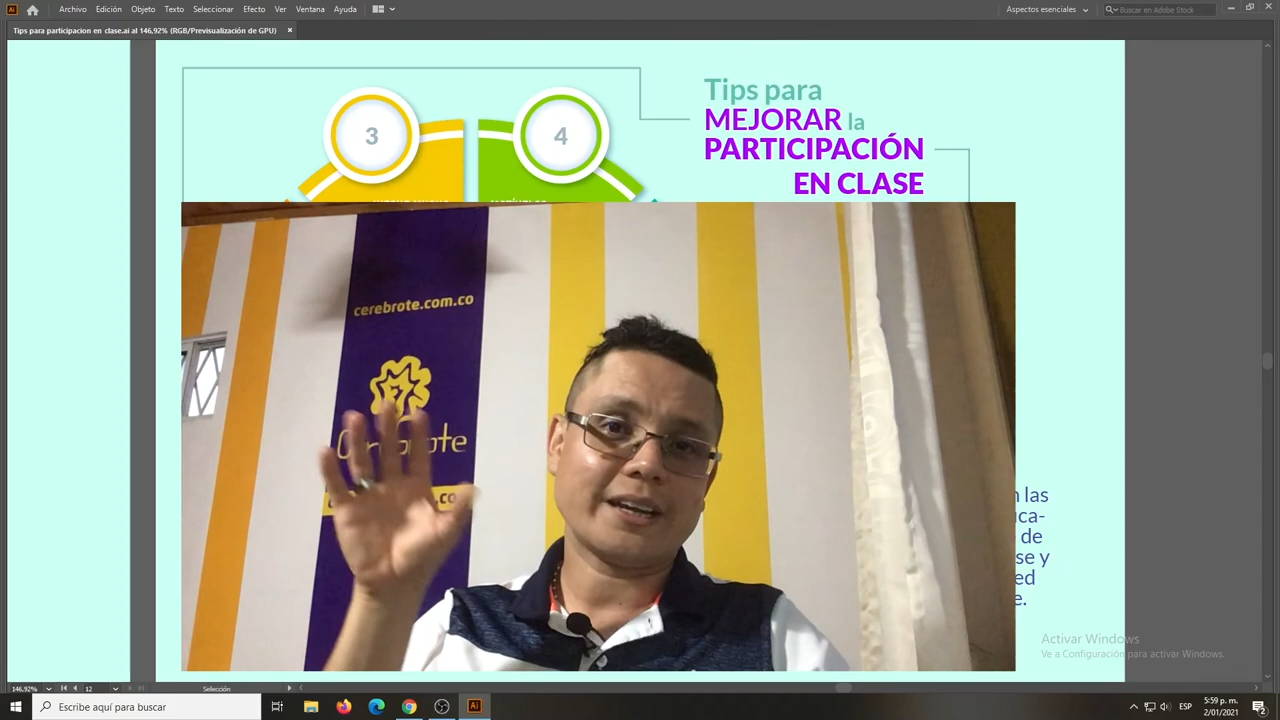 Archivo Edición Objeto Texto Seleccionar Efecto Ver Ventana Ayuda
Aspectos esenciales
Buscar en Adobe Stock
Tips para participacion en clase.ai al 146,92% (RGB/Previsualización de GPU)
Tips para
MEJORAR la
PARTICIPACIÓN
EN CLASE
3
4
cerebrote.com.co
las
de
se y
Activar Windows
Ve a Configuración para activar Windows.
146,92%
12
Selección
Escribe aquí para buscar
ESP
5:59 p. m.
2/01/2021
2